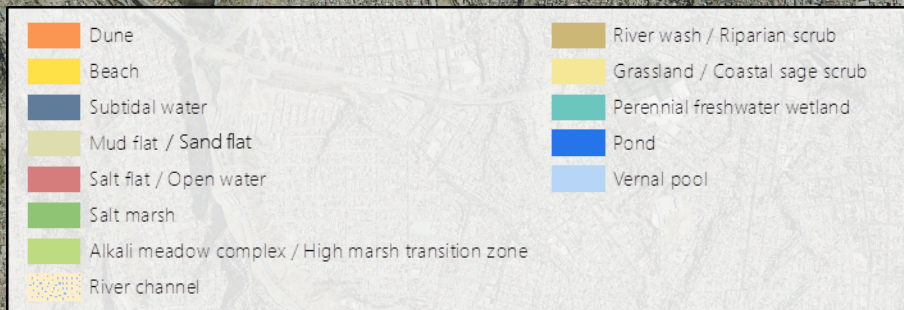 Dune
Beach
Subtidal water
Mud flat / Sand flat
Salt flat / Open water
Salt marsh
Alkali meadow complex / High marsh transition zone
River channel
River wash / Riparian scrub
Grassland / Coastal sage scrub
Perennial freshwater wetland
Pond
Vernal pool